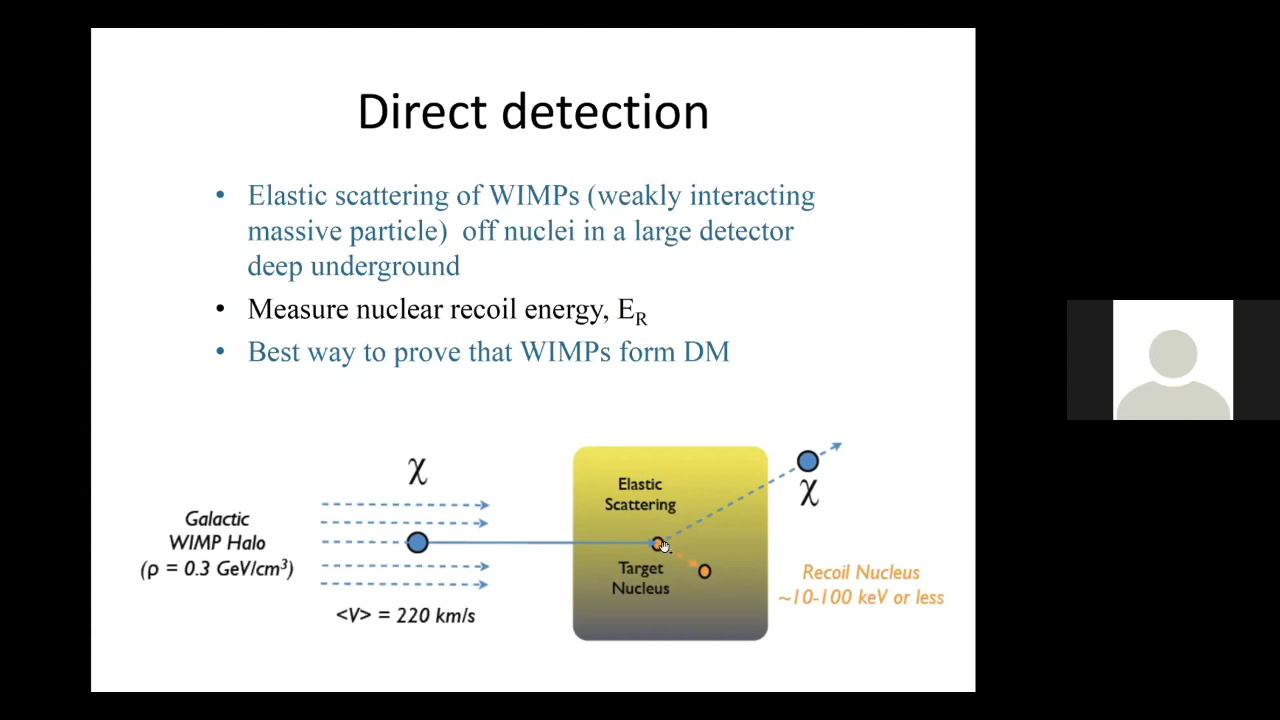 Direct detection
• Elastic scattering of WIMPs (weakly interacting
massive particle) off nuclei in a large detector
deep underground
• Measure nuclear recoil energy, E_R
• Best way to prove that WIMPs form DM
χ
Elastic
Scattering
χ
Galactic
WIMP Halo
(ρ = 0.3 GeV/cm³)
Target
Nucleus
Recoil Nucleus
~10-100 keV or less
<V> = 220 km/s